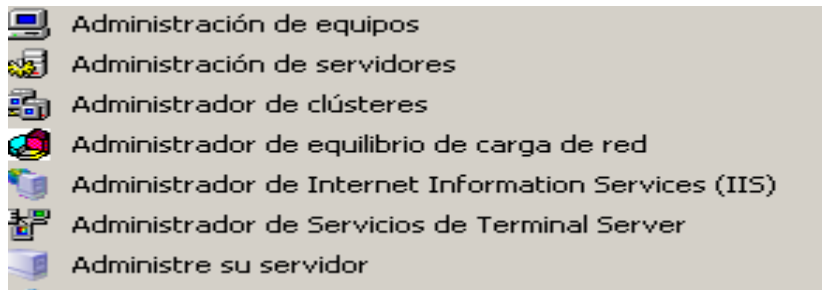 Administración de equipos
Administración de servidores
Administrador de clústeres
Administrador de equilibrio de carga de red
Administrador de Internet Information Services (IIS)
Administrador de Servicios de Terminal Server
Administre su servidor